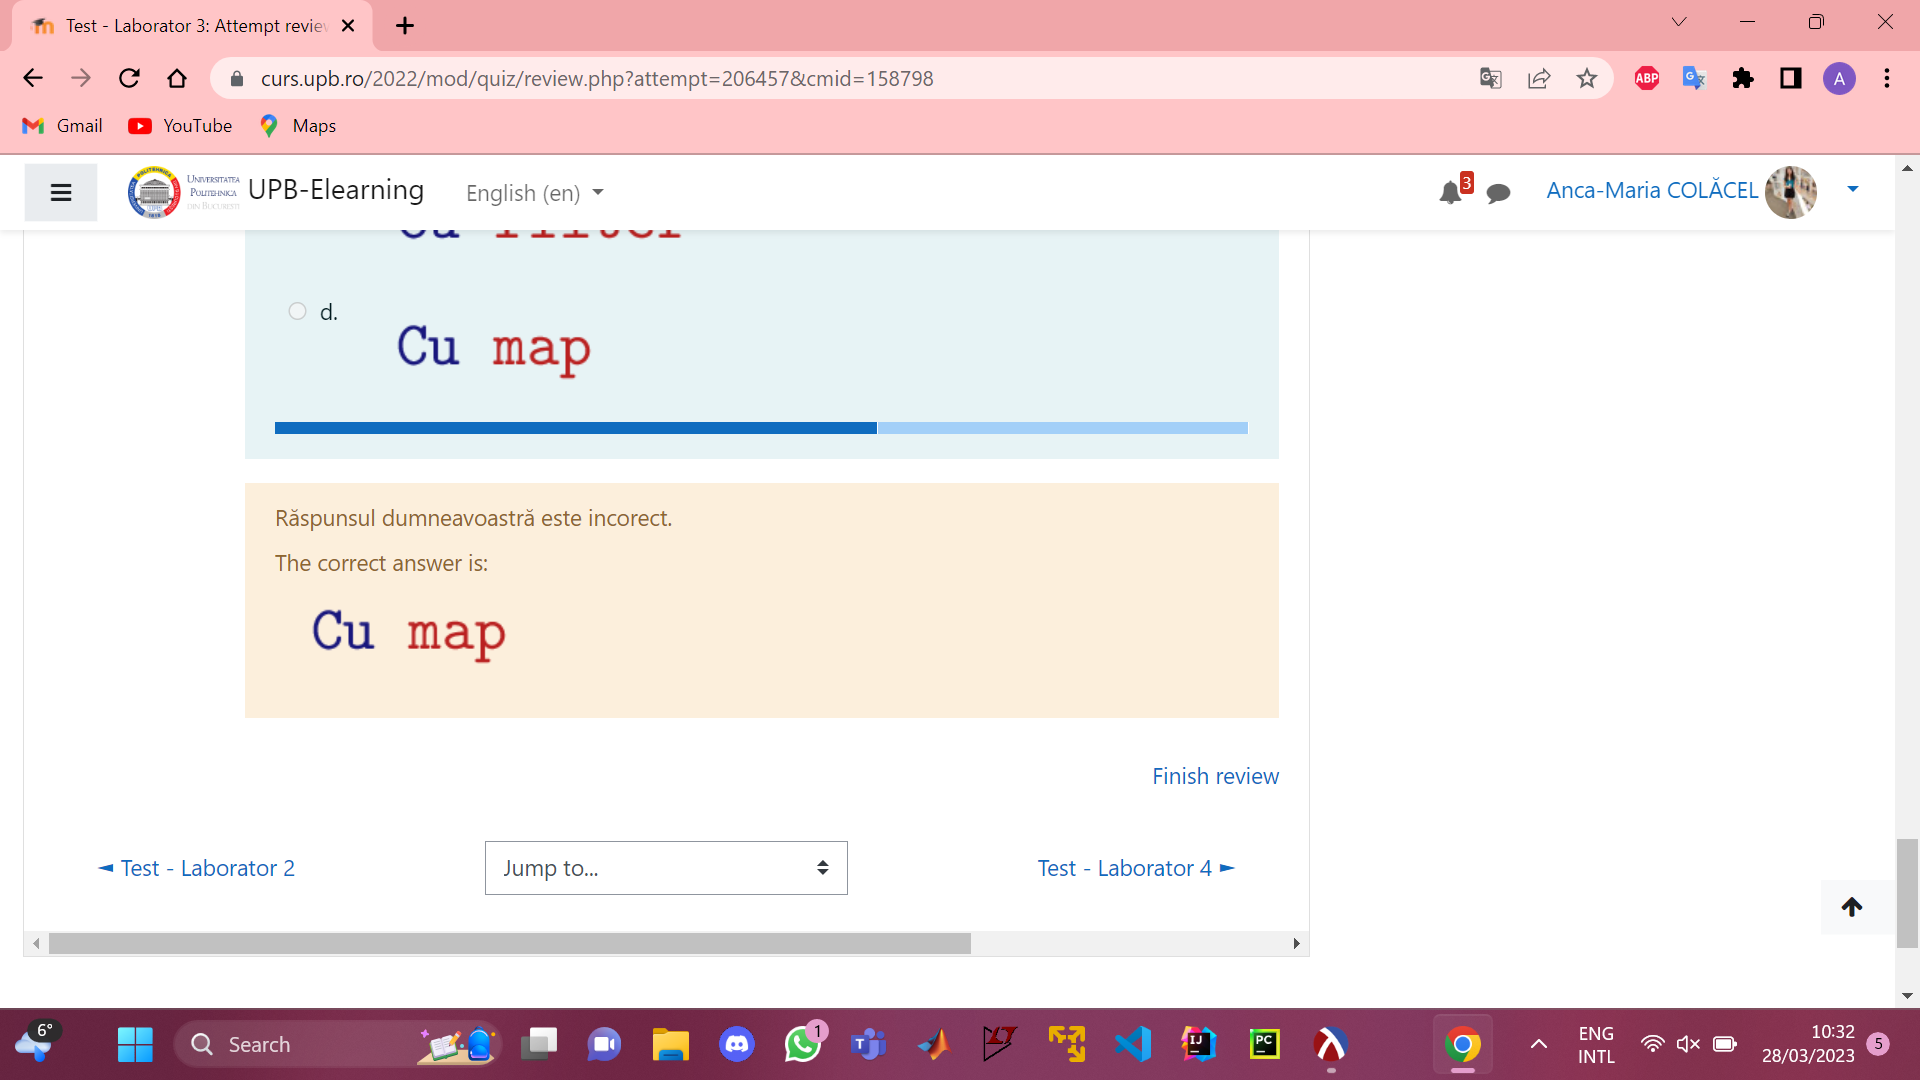 Test - Laborator 3: Attempt review
curs.upb.ro/2022/mod/quiz/review.php?attempt=206457&cmid=158798
ABP
A
Gmail
YouTube
Maps
UNIVERSITATEA
POLITEHNICA
DIN BUCUREȘTI
UPB-Elearning
English (en)
3
Anca-Maria COLĂCEL
Cu filter
d.
Cu map
Răspunsul dumneavoastră este incorect.
The correct answer is:
Cu map
Finish review
◄ Test - Laborator 2
Jump to...
Test - Laborator 4 ►
6°
Search
1
ENG
INTL
10:32
28/03/2023
5